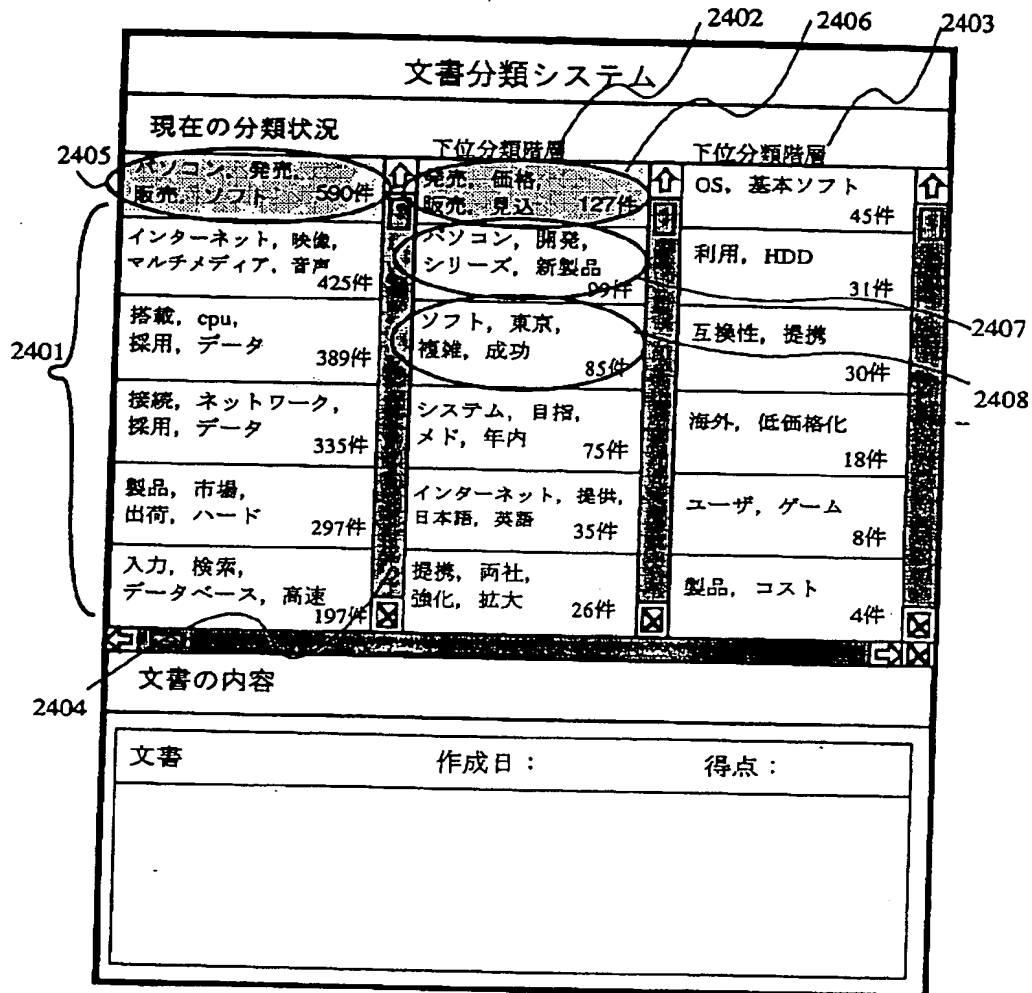 2402
2406
2403
文書分類システム
現在の分類状況
下位分類階層
下位分類階層
2405
パソコン，発売，
販売，ソフト 590件
発売，価格，
販売，見込 127件
OS，基本ソフト
45件
2401
インターネット，映像，
マルチメディア，音声
425件
パソコン，開発，
シリーズ，新製品
99件
利用，HDD
31件
2407
搭載，cpu，
採用，データ
389件
ソフト，東京，
複雑，成功
85件
互換性，提携
30件
2408
接続，ネットワーク，
採用，データ
335件
システム，目指，
メド，年内
75件
海外，低価格化
18件
製品，市場，
出荷，ハード
297件
インターネット，提供，
日本語，英語
35件
ユーザ，ゲーム
8件
入力，検索，
データベース，高速
197件
提携，両社，
強化，拡大
26件
製品，コスト
4件
2404
文書の内容
文書 作成日： 得点：